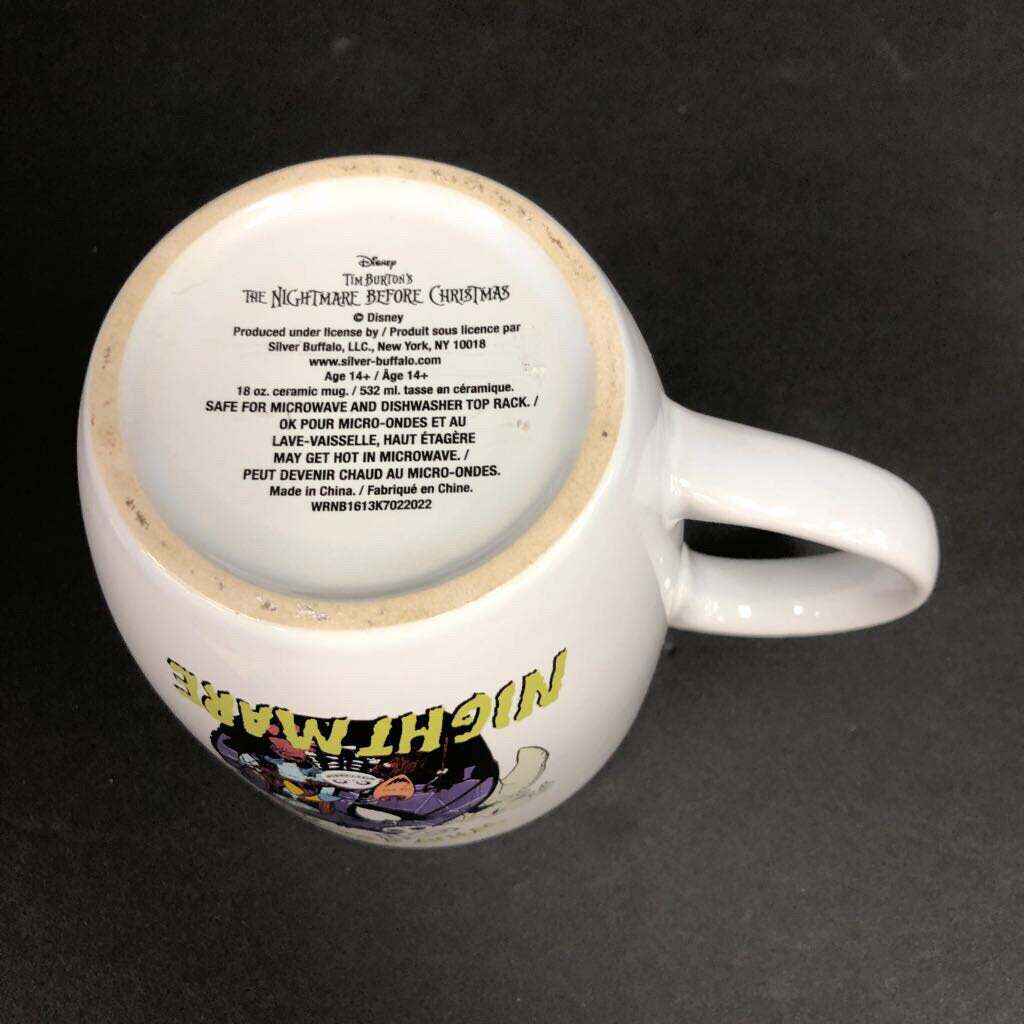 Disney
TIM BURTON'S
THE NIGHTMARE BEFORE CHRISTMAS
© Disney
Produced under license by / Produit sous licence par
Silver Buffalo, LLC., New York, NY 10018
www.silver-buffalo.com
Age 14+ / Âge 14+
18 oz. ceramic mug. / 532 ml. tasse en céramique.
SAFE FOR MICROWAVE AND DISHWASHER TOP RACK. /
OK POUR MICRO-ONDES ET AU
LAVE-VAISSELLE, HAUT ÉTAGÈRE
MAY GET HOT IN MICROWAVE. /
PEUT DEVENIR CHAUD AU MICRO-ONDES.
Made in China. / Fabriqué en Chine.
WRNB1613K7022022
NIGHTMARE